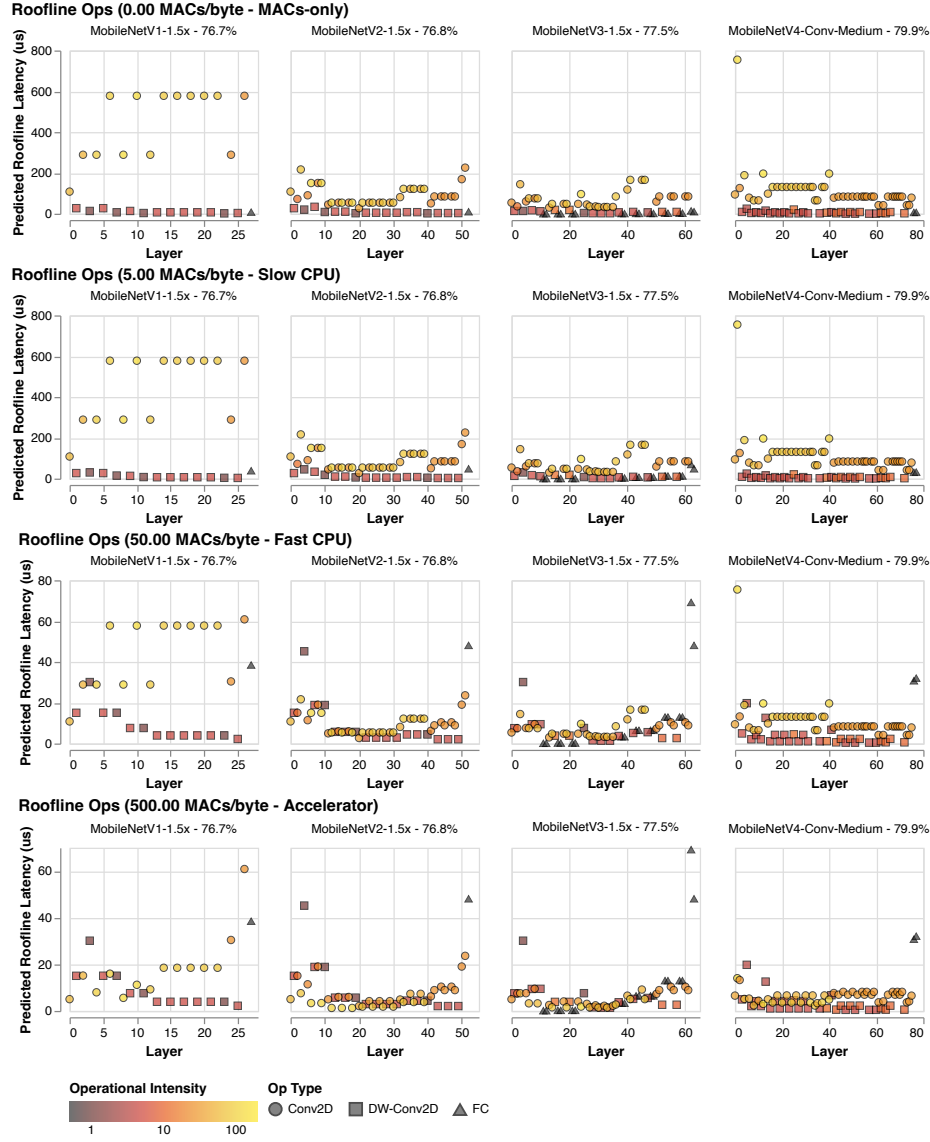 Roofline Ops (0.00 MACs/byte - MACs-only)
MobileNetV1-1.5x - 76.7% MobileNetV2-1.5x - 76.8% MobileNetV3-1.5x - 77.5% MobileNetV4-Conv-Medium - 79.9%
Predicted Roofline Latency (us)
800
600
400
200
0
0 5 10 15 20 25 0 10 20 30 40 50 0 20 40 60 0 20 40 60 80
Layer Layer Layer Layer
Roofline Ops (5.00 MACs/byte - Slow CPU)
MobileNetV1-1.5x - 76.7% MobileNetV2-1.5x - 76.8% MobileNetV3-1.5x - 77.5% MobileNetV4-Conv-Medium - 79.9%
Predicted Roofline Latency (us)
800
600
400
200
0
0 5 10 15 20 25 0 10 20 30 40 50 0 20 40 60 0 20 40 60 80
Layer Layer Layer Layer
Roofline Ops (50.00 MACs/byte - Fast CPU)
MobileNetV1-1.5x - 76.7% MobileNetV2-1.5x - 76.8% MobileNetV3-1.5x - 77.5% MobileNetV4-Conv-Medium - 79.9%
Predicted Roofline Latency (us)
80
60
40
20
0
0 5 10 15 20 25 0 10 20 30 40 50 0 20 40 60 0 20 40 60 80
Layer Layer Layer Layer
Roofline Ops (500.00 MACs/byte - Accelerator)
MobileNetV1-1.5x - 76.7% MobileNetV2-1.5x - 76.8% MobileNetV3-1.5x - 77.5% MobileNetV4-Conv-Medium - 79.9%
Predicted Roofline Latency (us)
60
40
20
0
0 5 10 15 20 25 0 10 20 30 40 50 0 20 40 60 0 20 40 60 80
Layer Layer Layer Layer
Operational Intensity Op Type
Conv2D DW-Conv2D FC
1 10 100